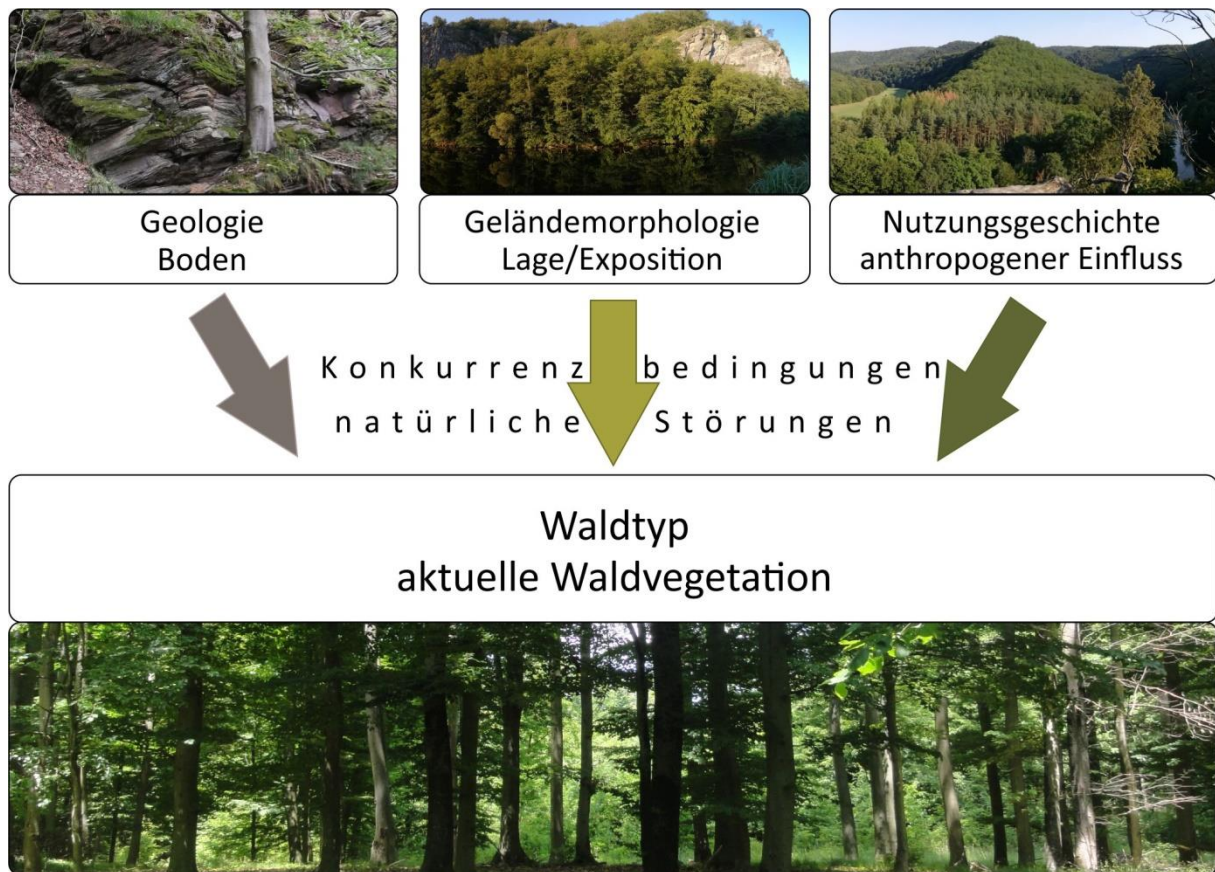 Geologie
Boden
Geländemorphologie
Lage/Exposition
Nutzungsgeschichte
anthropogener Einfluss
Konkurrenzbedingungen
natürliche Störungen
Waldtyp
aktuelle Waldvegetation